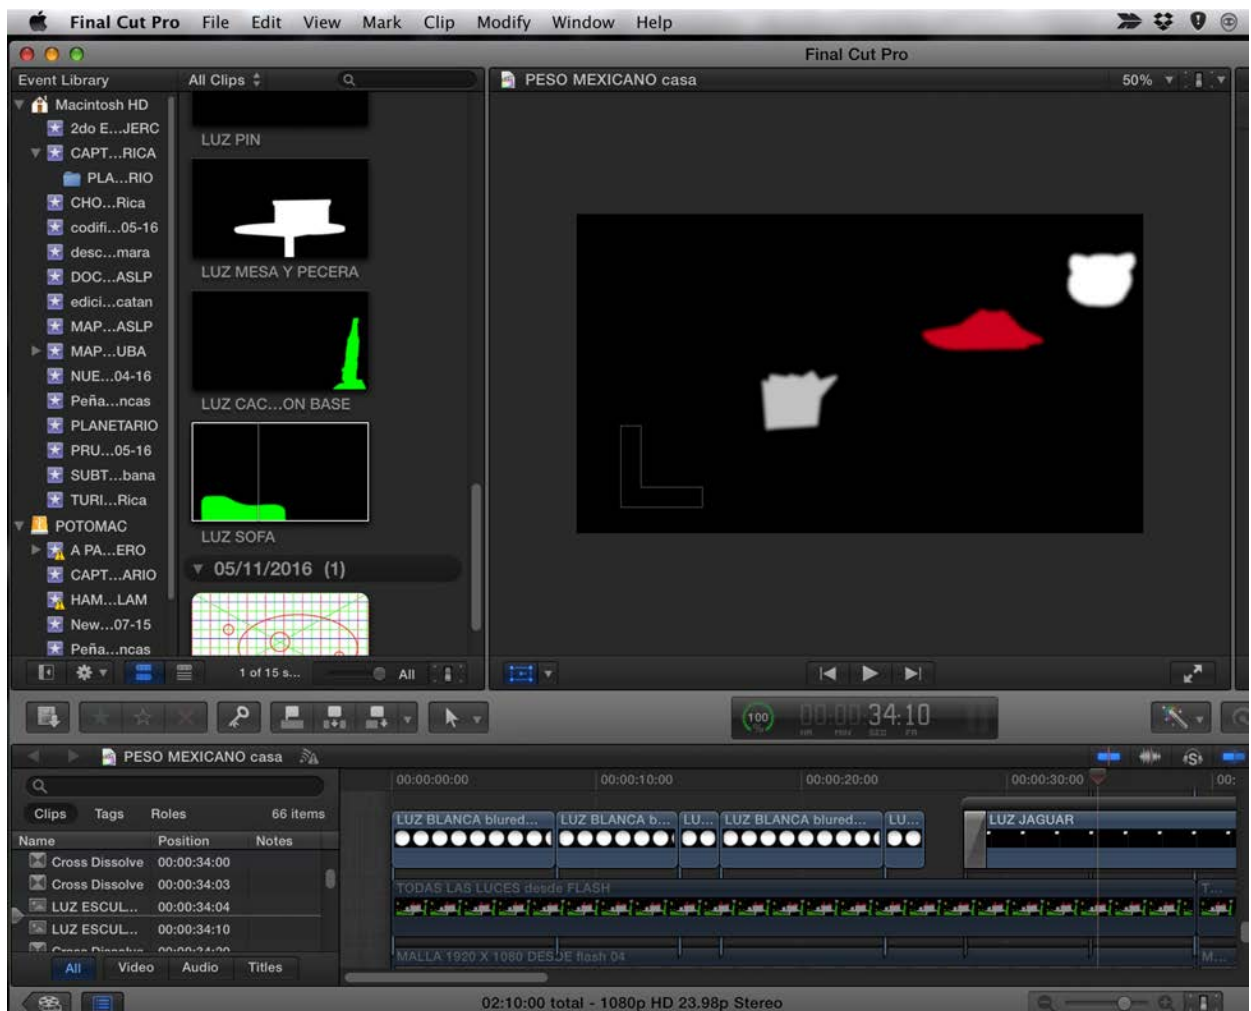 Final Cut Pro File Edit View Mark Clip Modify Window Help
Final Cut Pro
Event Library
All Clips
PESO MEXICANO casa
50%
Macintosh HD
2do E...JERC
CAPT...RICA
PLA...RIO
CHO...Rica
codifi...05-16
desc...mara
DOC...ASLP
edici...catan
MAP...ASLP
MAP...UBA
NUE...04-16
Peña...ncas
PLANETARIO
PRU...05-16
SUBT...bana
TURI...Rica
POTOMAC
A PA...ERO
CAPT...ARIO
HAM...LAM
New...07-15
Peña...ncas
LUZ PIN
LUZ MESA Y PECERA
LUZ CAC...ON BASE
LUZ SOFA
05/11/2016 (1)
1 of 15 s...
All
100
%
00:00:34:10
HR MIN SEC FR
PESO MEXICANO casa
Clips Tags Roles 66 items
Name Position Notes
Cross Dissolve 00:00:34:00
Cross Dissolve 00:00:34:03
LUZ ESCUL... 00:00:34:04
LUZ ESCUL... 00:00:34:10
Cross Dissolve 00:00:34:20
All Video Audio Titles
00:00:00:00 00:00:10:00 00:00:20:00 00:00:30:00 00:
LUZ BLANCA blured... LUZ BLANCA b... LU... LUZ BLANCA blured... LU... LUZ JAGUAR
TODAS LAS LUCES desde FLASH T...
MALLA 1920 X 1080 DESDE flash 04 M...
02:10:00 total - 1080p HD 23.98p Stereo